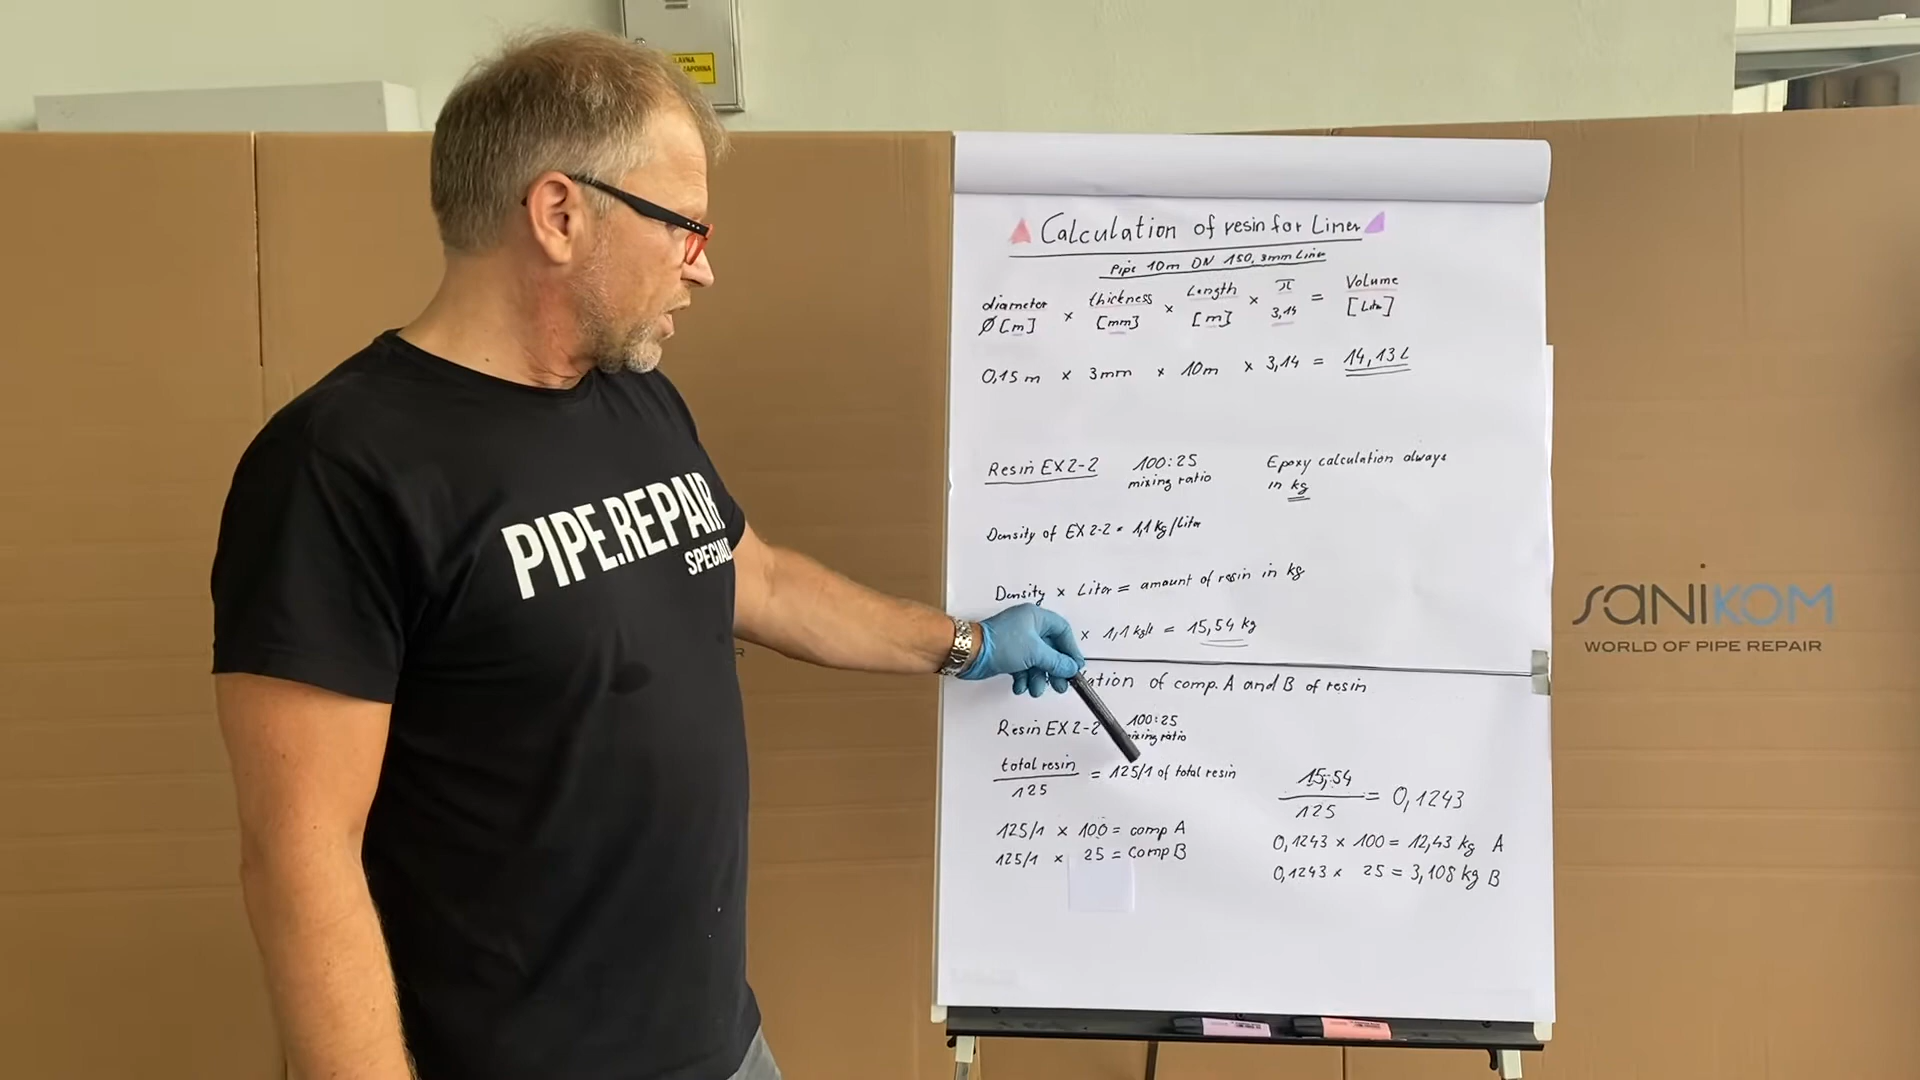 LAVNA
ZAPORNA
Calculation of resin for Liner
Pipe 10m DN 150, 3mm Liner
diameter × thickness × Length × π = Volume
Ø [m] [mm] [m] 3,14 [Liter]
0,15 m × 3mm × 10m × 3,14 = 14,13 L
Resin EX 2-2 100:25 mixing ratio
Epoxy calculation always in kg
Density of EX 2-2 = 1,1 kg/Liter
Density × Liter = amount of resin in kg
× 1,1 kg/lt = 15,54 kg
ation of comp. A and B of resin
Resin EX 2-2 100:25
mixing ratio
total resin
125
= 125/1 of total resin
125/1 × 100 = comp A
125/1 × 25 = comp B
15,54
125
= 0,1243
0,1243 × 100 = 12,43 kg A
0,1243 × 25 = 3,108 kg B
PIPE.REPAIR
SPECIAL
SANIKOM
WORLD OF PIPE REPAIR